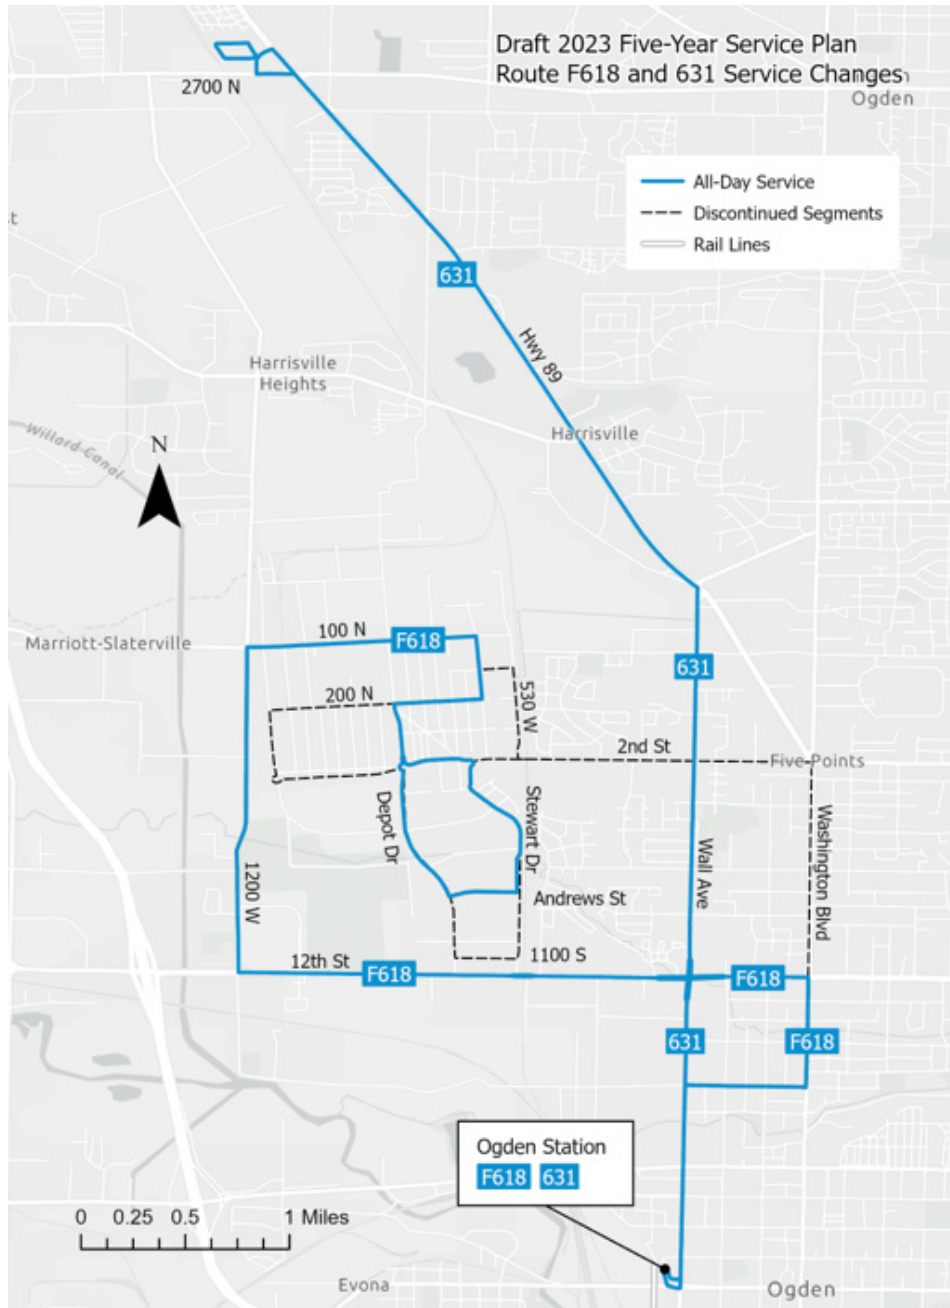 Draft 2023 Five-Year Service Plan
Route F618 and 631 Service Changes
Ogden
2700 N
All-Day Service
Discontinued Segments
Rail Lines
st
631
Hwy 89
Harrisville
Heights
Harrisville
Willard Canal
N
Marriott-Slaterville
100 N
F618
631
200 N
530 W
2nd St
Five Points
Depot Dr
Stewart Dr
Wall Ave
Washington Blvd
1200 W
Andrews St
1100 S
12th St
F618
F618
631
F618
Ogden Station
F618 631
0 0.25 0.5 1 Miles
Evona
Ogden